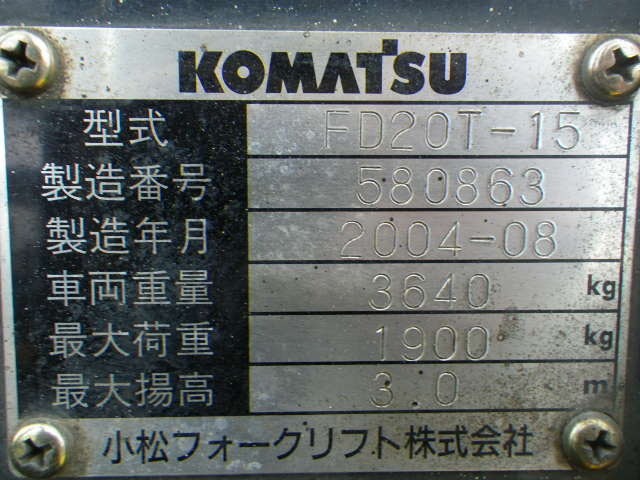 KOMATSU
型式 FD20T-15
製造番号 580863
製造年月 2004-08
車両重量 3640 kg
最大荷重 1900 kg
最大揚高 3.0 m
小松フォークリフト株式会社